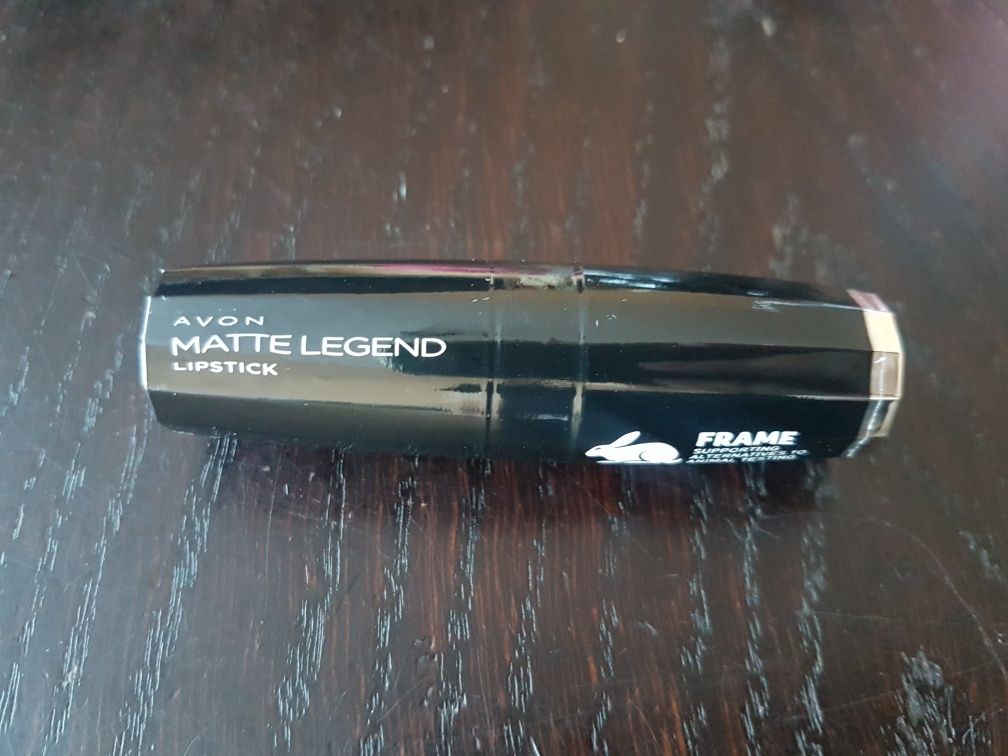 AVON
MATTE LEGEND
LIPSTICK
FRAME
SUPPORTING
ALTERNATIVES TO
ANIMAL TESTING